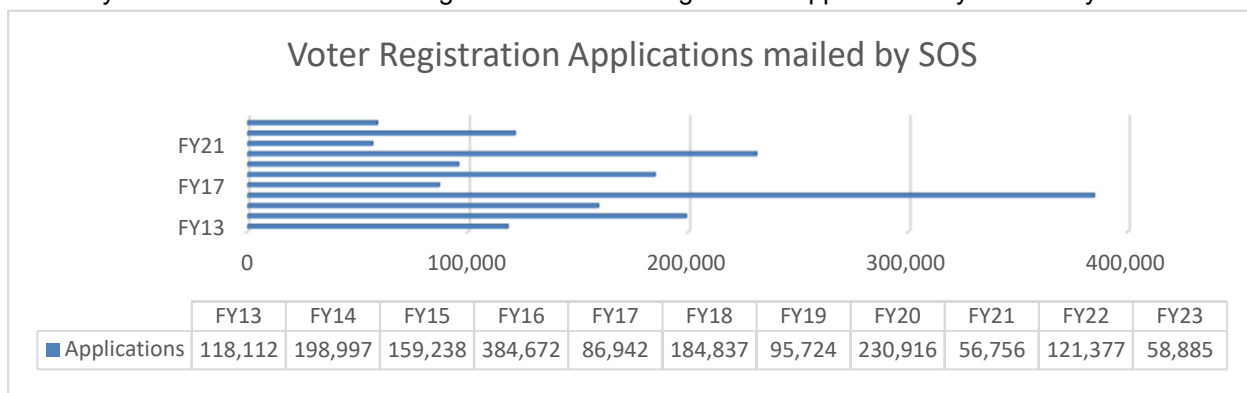 Voter Registration Applications mailed by SOS
FY21
FY17
FY13
0 100,000 200,000 300,000 400,000
FY13 FY14 FY15 FY16 FY17 FY18 FY19 FY20 FY21 FY22 FY23
Applications 118,112 198,997 159,238 384,672 86,942 184,837 95,724 230,916 56,756 121,377 58,885